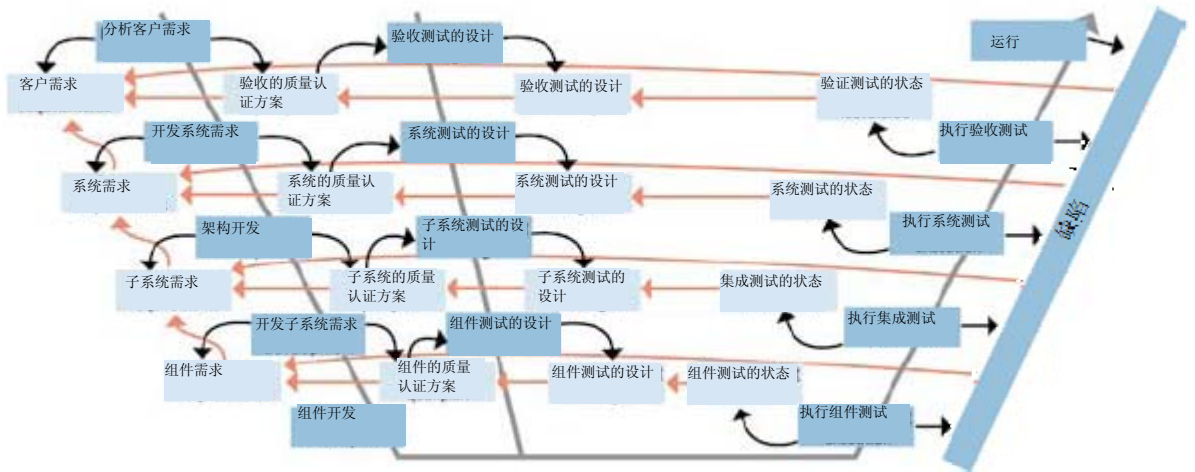 分析客户需求
验收测试的设计
运行
客户需求
验收的质量认
证方案
验收测试的设计
验证测试的状态
开发系统需求
系统测试的设计
执行验收测试
系统需求
系统的质量认
证方案
系统测试的设计
系统测试的状态
架构开发
子系统测试的设
计
执行系统测试
子系统需求
子系统的质量
认证方案
子系统测试的
设计
集成测试的状态
开发子系统需求
组件测试的设计
执行集成测试
组件需求
组件的质量
认证方案
组件测试的设计
组件测试的状态
组件开发
执行组件测试